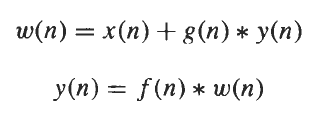 w(n) = x(n) + g(n) * y(n)
y(n) = f(n) * w(n)